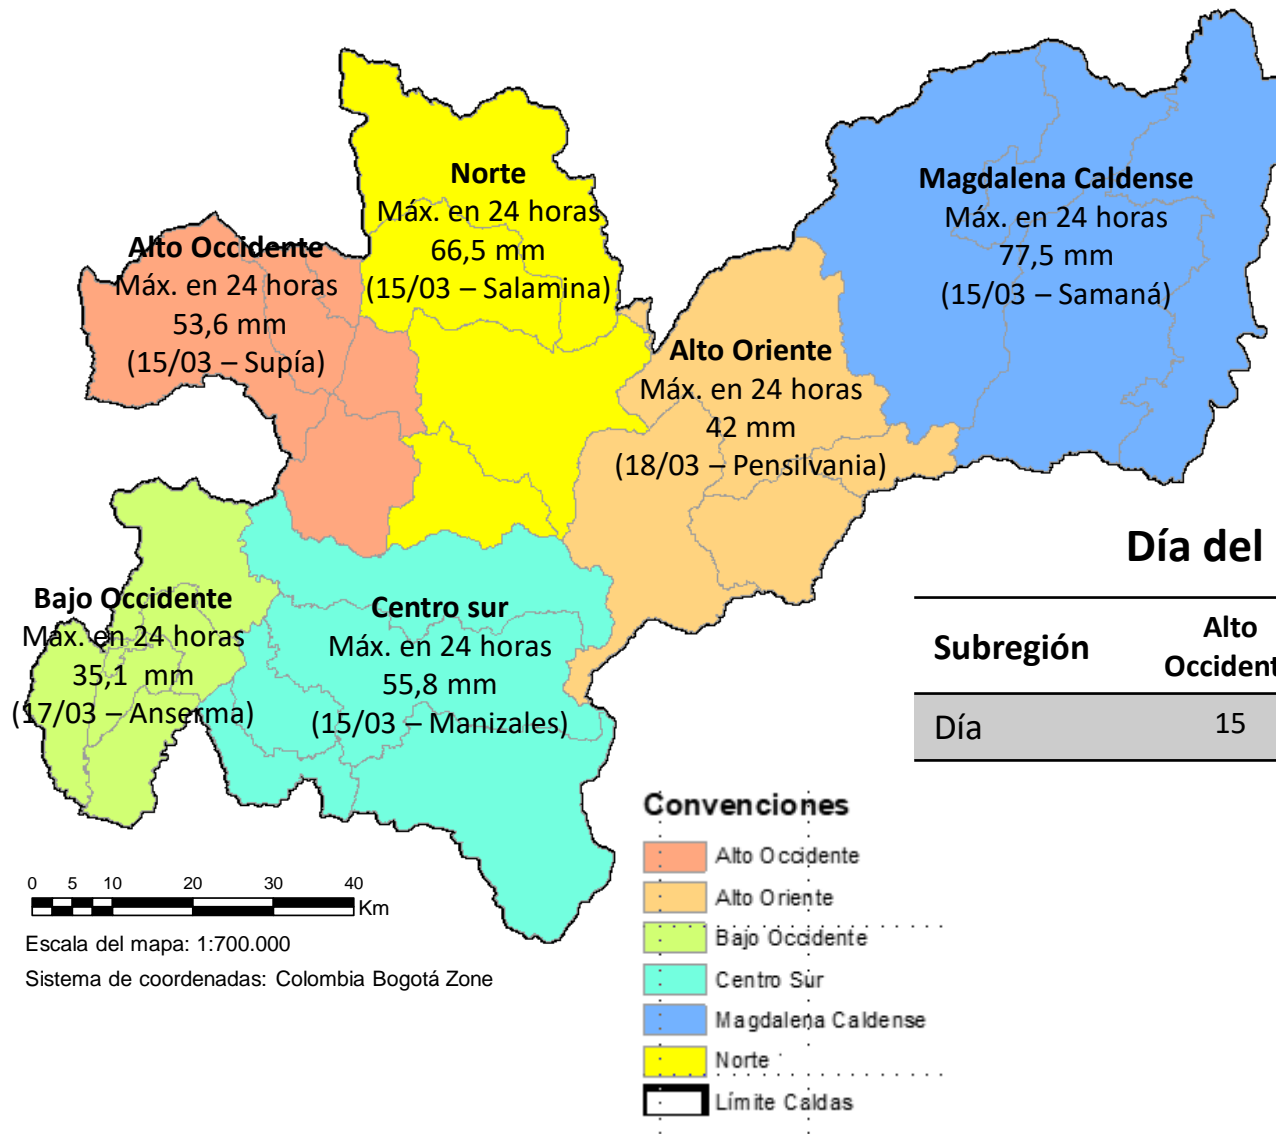 Norte
Máx. en 24 horas
66,5 mm
(15/03 – Salamina)
Magdalena Caldense
Máx. en 24 horas
77,5 mm
(15/03 – Samaná)
Alto Occidente
Máx. en 24 horas
53,6 mm
(15/03 – Supía)
Alto Oriente
Máx. en 24 horas
42 mm
(18/03 – Pensilvania)
Bajo Occidente
Máx. en 24 horas
35,1 mm
(17/03 – Anserma)
Centro sur
Máx. en 24 horas
55,8 mm
(15/03 – Manizales)
Día del
Subregión Alto
Occident
Día 15
Convenciones
Alto Occidente
Alto Oriente
Bajo Occidente
Centro Sur
Magdalena Caldense
Norte
Límite Caldas
0 5 10 20 30 40
Km
Escala del mapa: 1:700.000
Sistema de coordenadas: Colombia Bogotá Zone